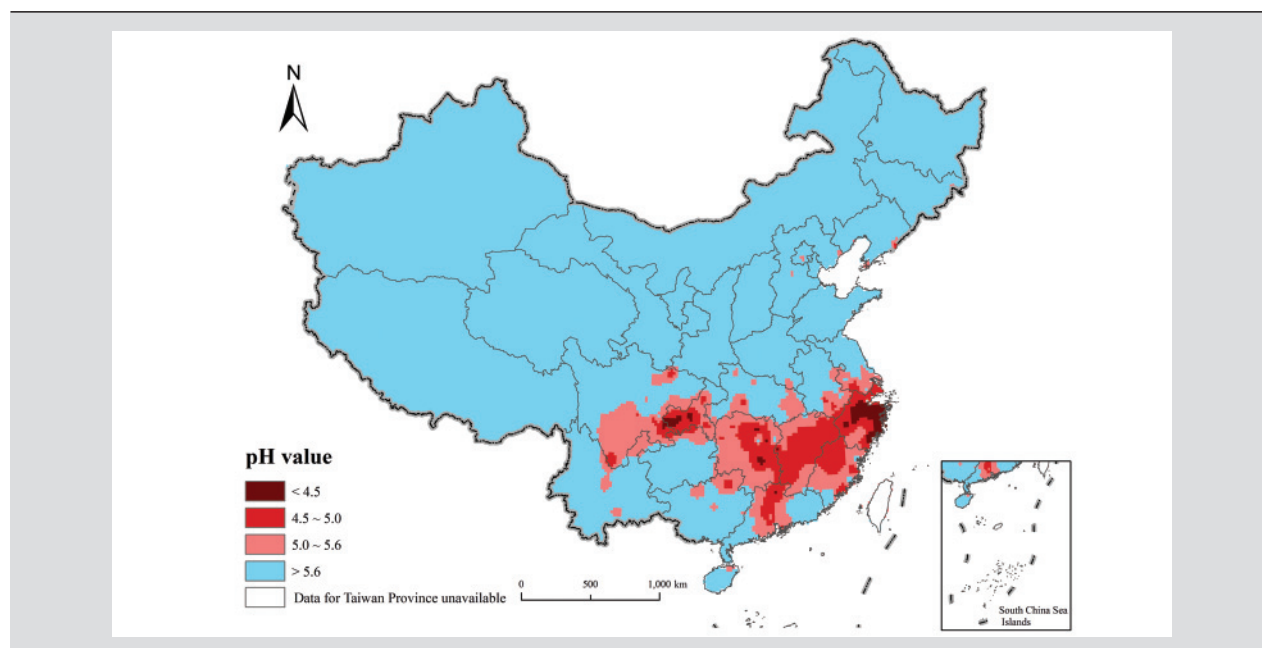 N
pH value
< 4.5
4.5 ~ 5.0
5.0 ~ 5.6
> 5.6
Data for Taiwan Province unavailable
0 500 1,000 km
South China Sea
Islands